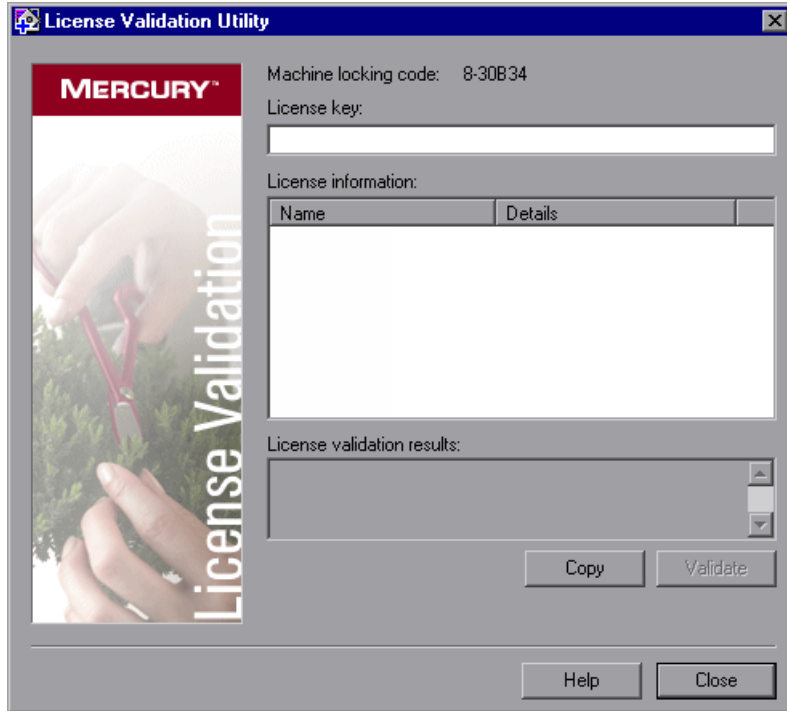 License Validation Utility
MERCURY™
License Validation
Machine locking code: 8-30B34
License key:
License information:
Name Details
License validation results:
Copy Validate
Help Close